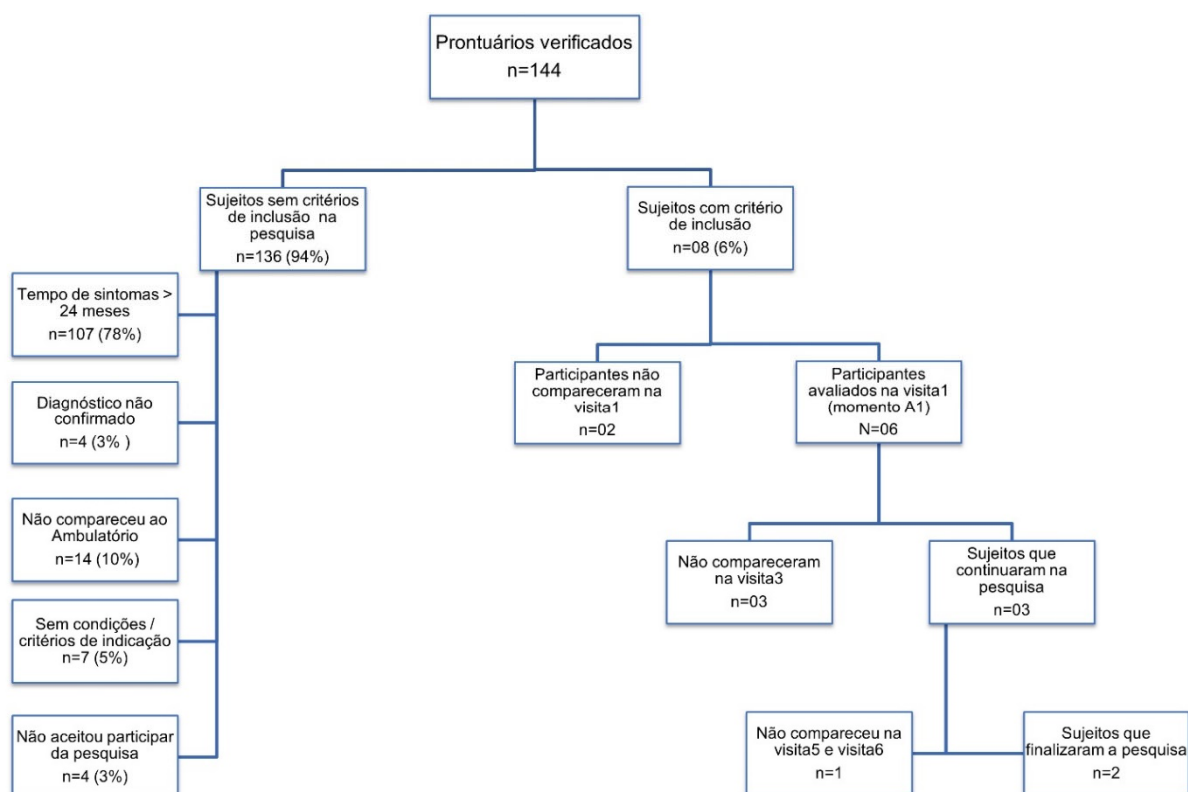 Prontuários verificados
n=144
Sujeitos sem critérios
de inclusão na
pesquisa
n=136 (94%)
Sujeitos com critério
de inclusão
n=08 (6%)
Tempo de sintomas >
24 meses
n=107 (78%)
Diagnóstico não
confirmado
n=4 (3% )
Não compareceu ao
Ambulatório
n=14 (10%)
Sem condições /
critérios de indicação
n=7 (5%)
Não aceitou participar
da pesquisa
n=4 (3%)
Participantes não
compareceram na
visita1
n=02
Participantes
avaliados na visita1
(momento A1)
N=06
Não compareceram
na visita3
n=03
Sujeitos que
continuaram na
pesquisa
n=03
Não compareceu na
visita5 e visita6
n=1
Sujeitos que
finalizaram a pesquisa
n=2